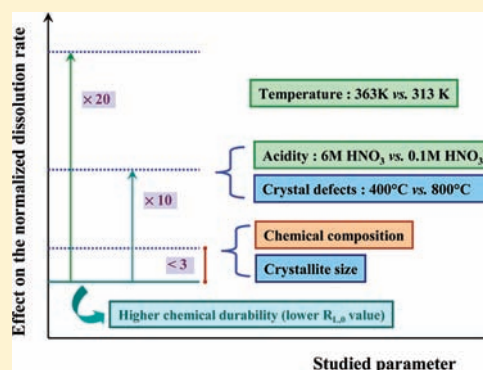 Effect on the normalized dissolution rate
× 20
Temperature : 363K vs. 313 K
Acidity : 6M HNO3 vs. 0.1M HNO3
× 10
Crystal defects : 400°C vs. 800°C
Chemical composition
< 3
Crystallite size
Higher chemical durability (lower RL,0 value)
Studied parameter